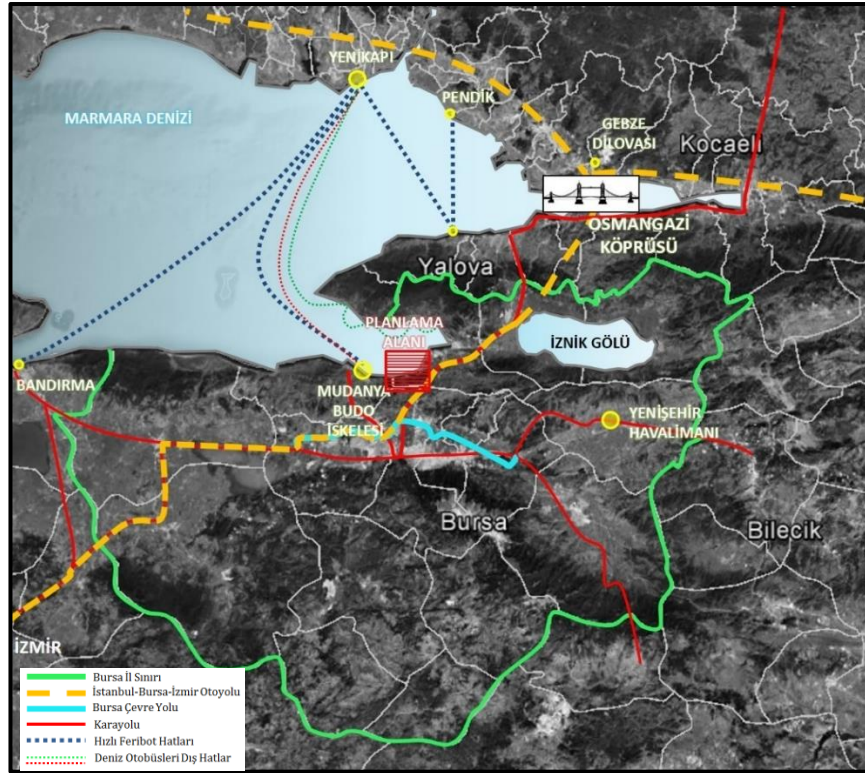 YENİKAPI
PENDİK
MARMARA DENİZİ
GEBZE
DİLOVASI
Kocaeli
OSMANGAZİ
KÖPRÜSÜ
Yalova
PLANLAMA
ALANI
İZNİK GÖLÜ
BANDIRMA
MUDANYA
BUDO
İSKELESİ
YENİŞEHİR
HAVALİMANI
Bursa
Bilecik
İZMİR
Bursa İl Sınırı
İstanbul-Bursa-İzmir Otoyolu
Bursa Çevre Yolu
Karayolu
Hızlı Feribot Hatları
Deniz Otobüsleri Dış Hatlar